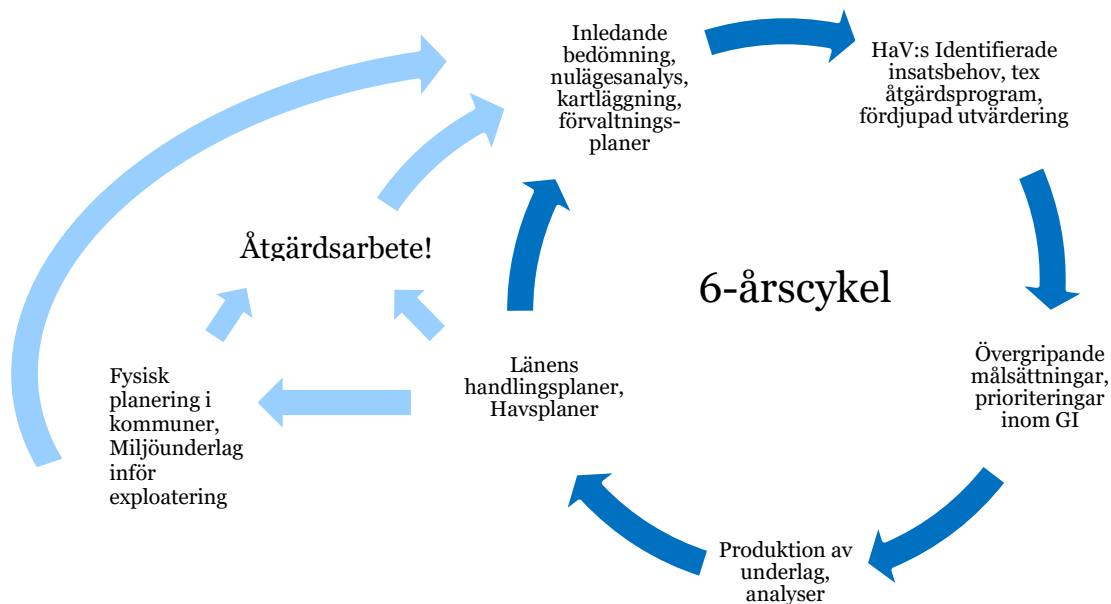 Inledande
bedömning,
nulägesanalys,
kartläggning,
förvaltnings-
planer
HaV:s Identifierade
insatsbehov, tex
åtgärdsprogram,
fördjupad utvärdering
Åtgärdsarbete!
6-årscykel
Övergripande
målsättningar,
prioriteringar
inom GI
Länens
handlingsplaner,
Havsplaner
Fysisk
planering i
kommuner,
Miljöunderlag
inför
exploatering
Produktion av
underlag,
analyser